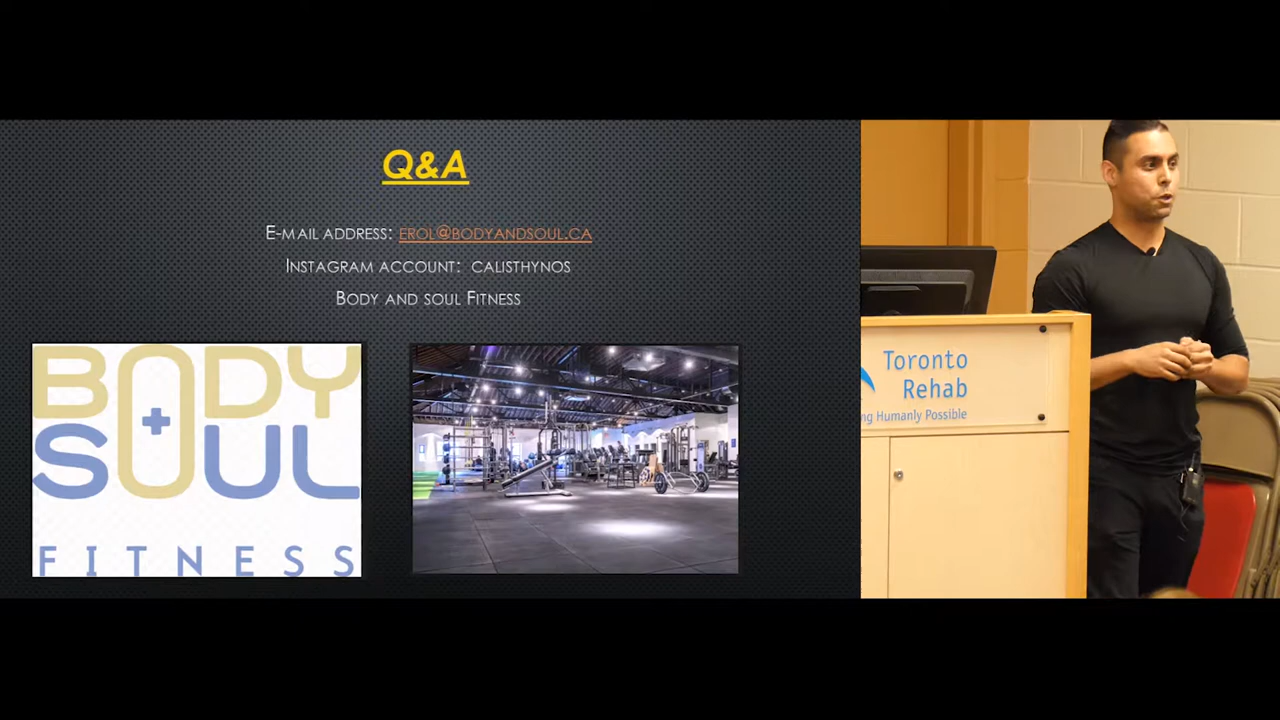 Q&A
E-MAIL ADDRESS: EROL@BODYANDSOUL.CA
INSTAGRAM ACCOUNT: CALISTHYNOS
BODY AND SOUL FITNESS
BODY
+
SOUL
FITNESS
Toronto
Rehab
Humanly Possible